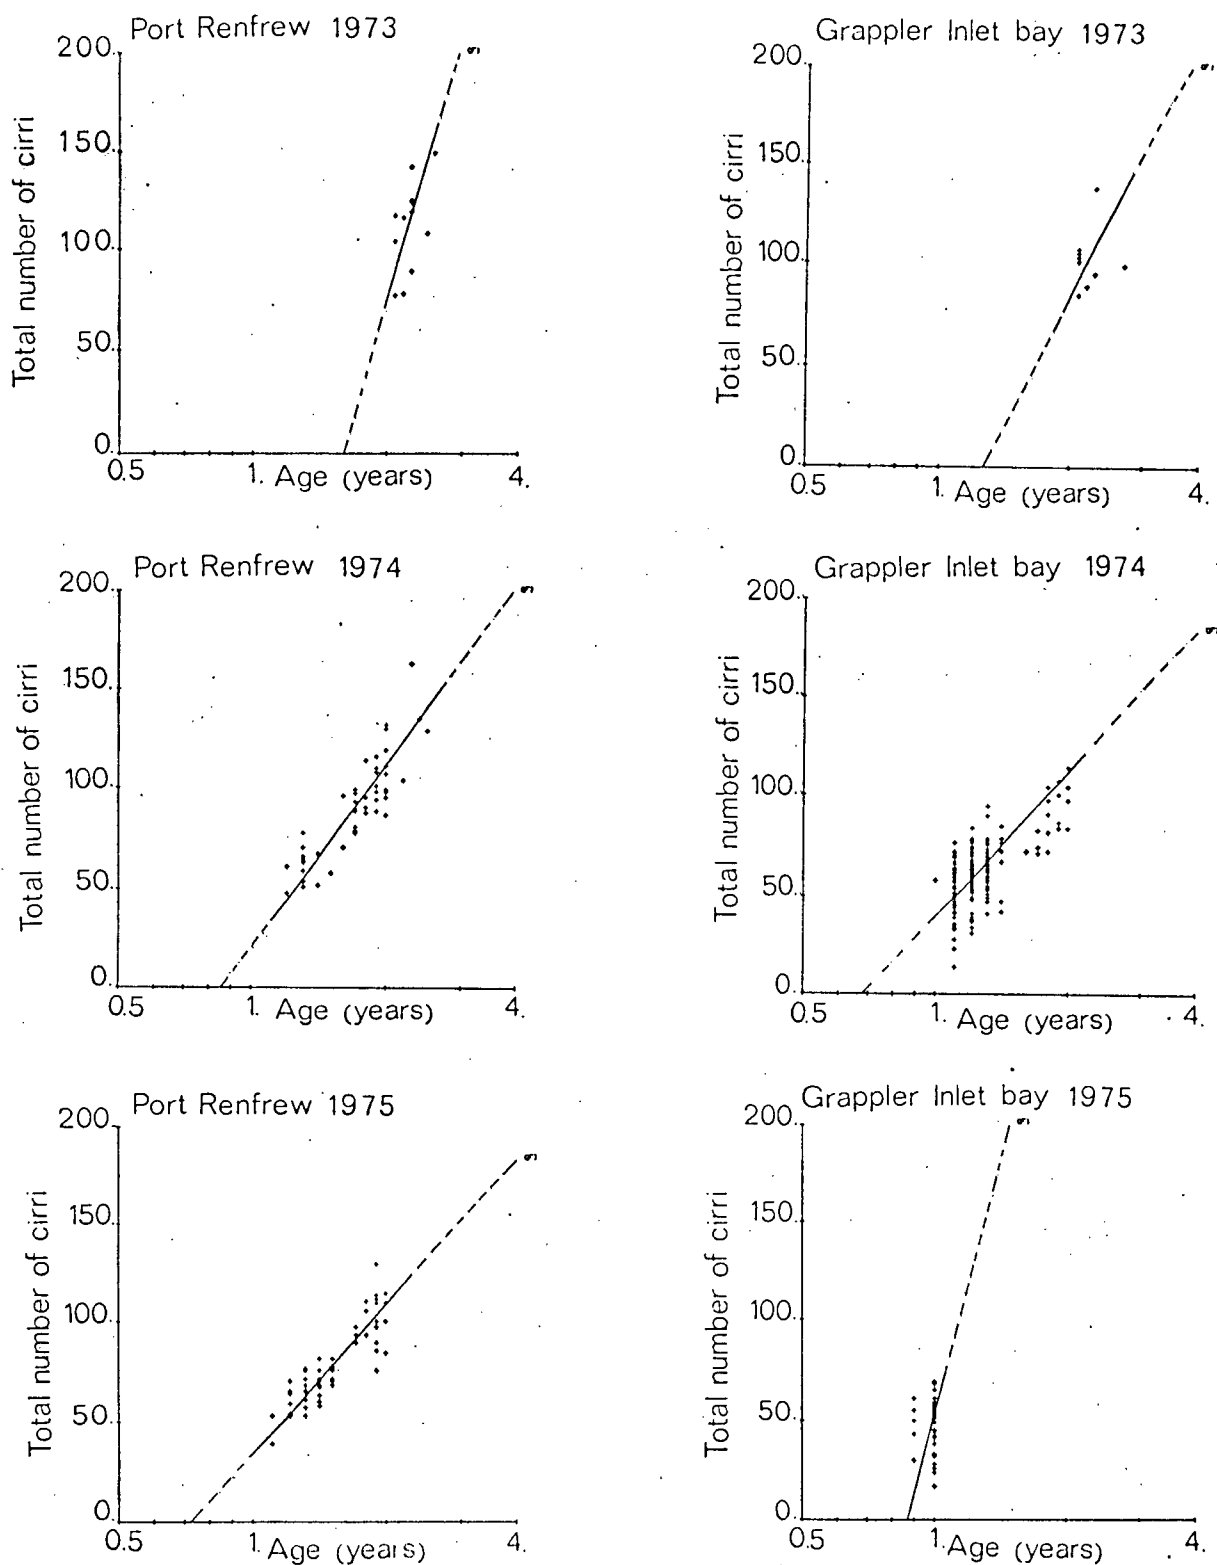 Port Renfrew 1973
200.
150.
100.
50.
0.
Total number of cirri
0.5 1. Age (years) 4.
Grappler Inlet bay 1973
200.
150.
100.
50.
0.
Total number of cirri
0.5 1. Age (years) 4.
Port Renfrew 1974
200.
150.
100.
50.
0.
Total number of cirri
0.5 1. Age (years) 4.
Grappler Inlet bay 1974
200.
150.
100.
50.
0.
Total number of cirri
0.5 1. Age (years) 4.
Port Renfrew 1975
200.
150.
100.
50.
0.
Total number of cirri
0.5 1. Age (years) 4.
Grappler Inlet bay 1975
200.
150.
100.
50.
0.
Total number of cirri
0.5 1. Age (years) 4.